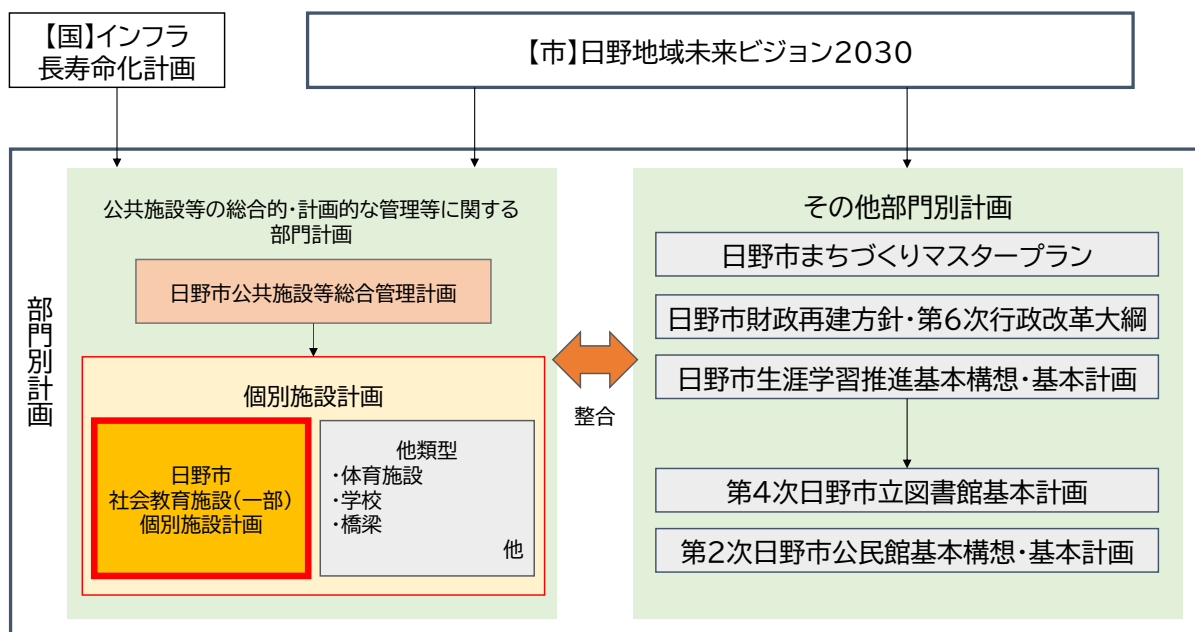 【国】インフラ
長寿命化計画
【市】日野地域未来ビジョン2030
部門別計画
公共施設等の総合的・計画的な管理等に関する
部門計画
日野市公共施設等総合管理計画
個別施設計画
日野市
社会教育施設(一部)
個別施設計画
他類型
・体育施設
・学校
・橋梁
他
整合
その他部門別計画
日野市まちづくりマスタープラン
日野市財政再建方針・第6次行政改革大綱
日野市生涯学習推進基本構想・基本計画
第4次日野市立図書館基本計画
第2次日野市公民館基本構想・基本計画